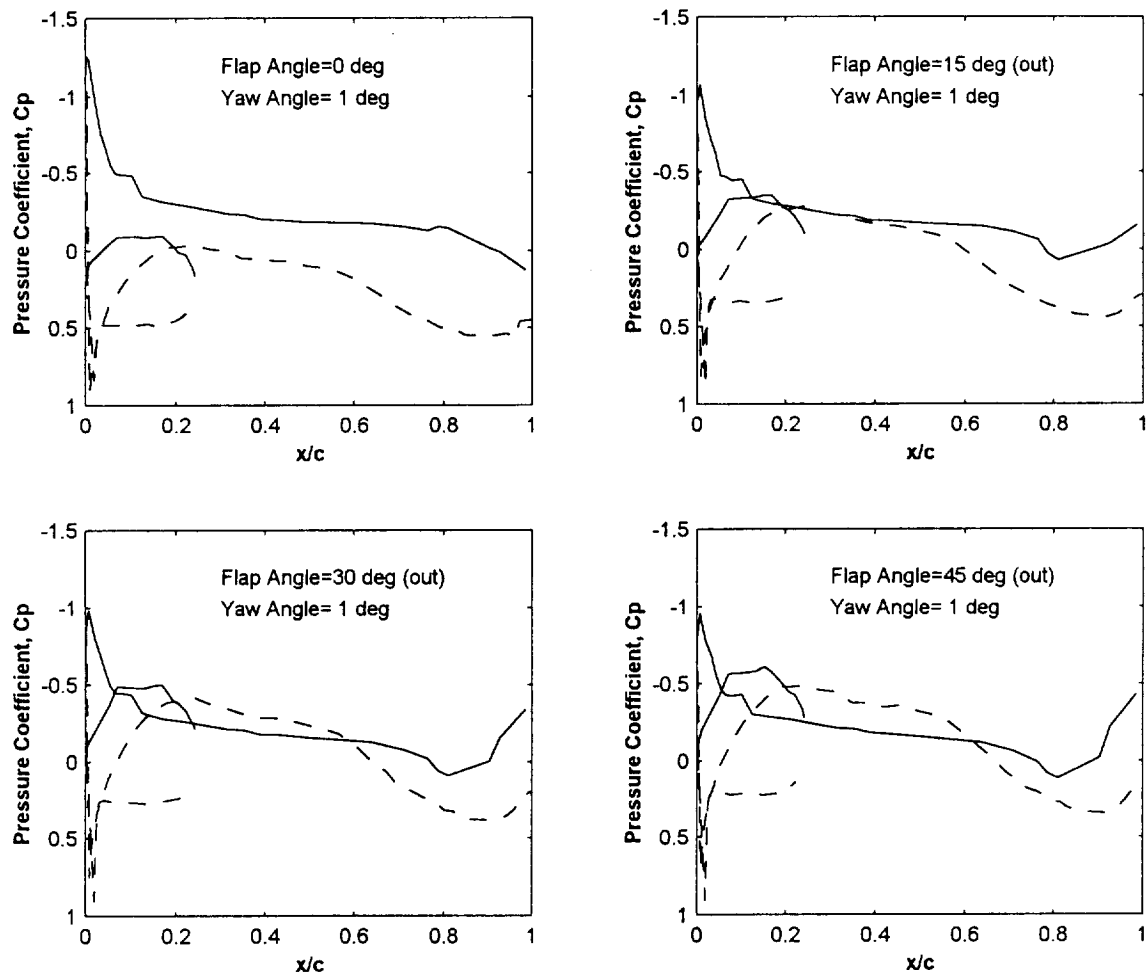 Flap Angle=0 deg
Yaw Angle= 1 deg
Pressure Coefficient, Cp
-1.5
-1
-0.5
0
0.5
1
0 0.2 0.4 0.6 0.8 1
x/c
Flap Angle=15 deg (out)
Yaw Angle= 1 deg
Pressure Coefficient, Cp
-1.5
-1
-0.5
0
0.5
1
0 0.2 0.4 0.6 0.8 1
x/c
Flap Angle=30 deg (out)
Yaw Angle= 1 deg
Pressure Coefficient, Cp
-1.5
-1
-0.5
0
0.5
1
0 0.2 0.4 0.6 0.8 1
x/c
Flap Angle=45 deg (out)
Yaw Angle= 1 deg
Pressure Coefficient, Cp
-1.5
-1
-0.5
0
0.5
1
0 0.2 0.4 0.6 0.8 1
x/c